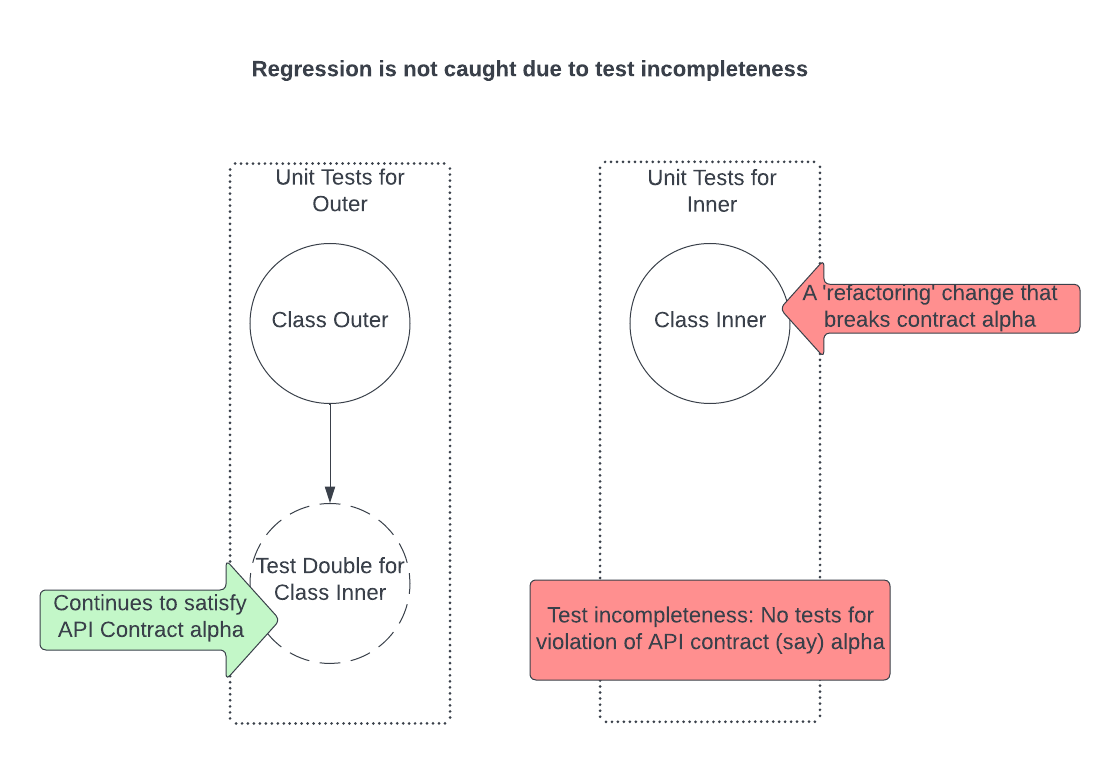 Regression is not caught due to test incompleteness
Unit Tests for
Outer
Class Outer
Test Double for
Class Inner
Continues to satisfy
API Contract alpha
Unit Tests for
Inner
Class Inner
A 'refactoring' change that
breaks contract alpha
Test incompleteness: No tests for
violation of API contract (say) alpha